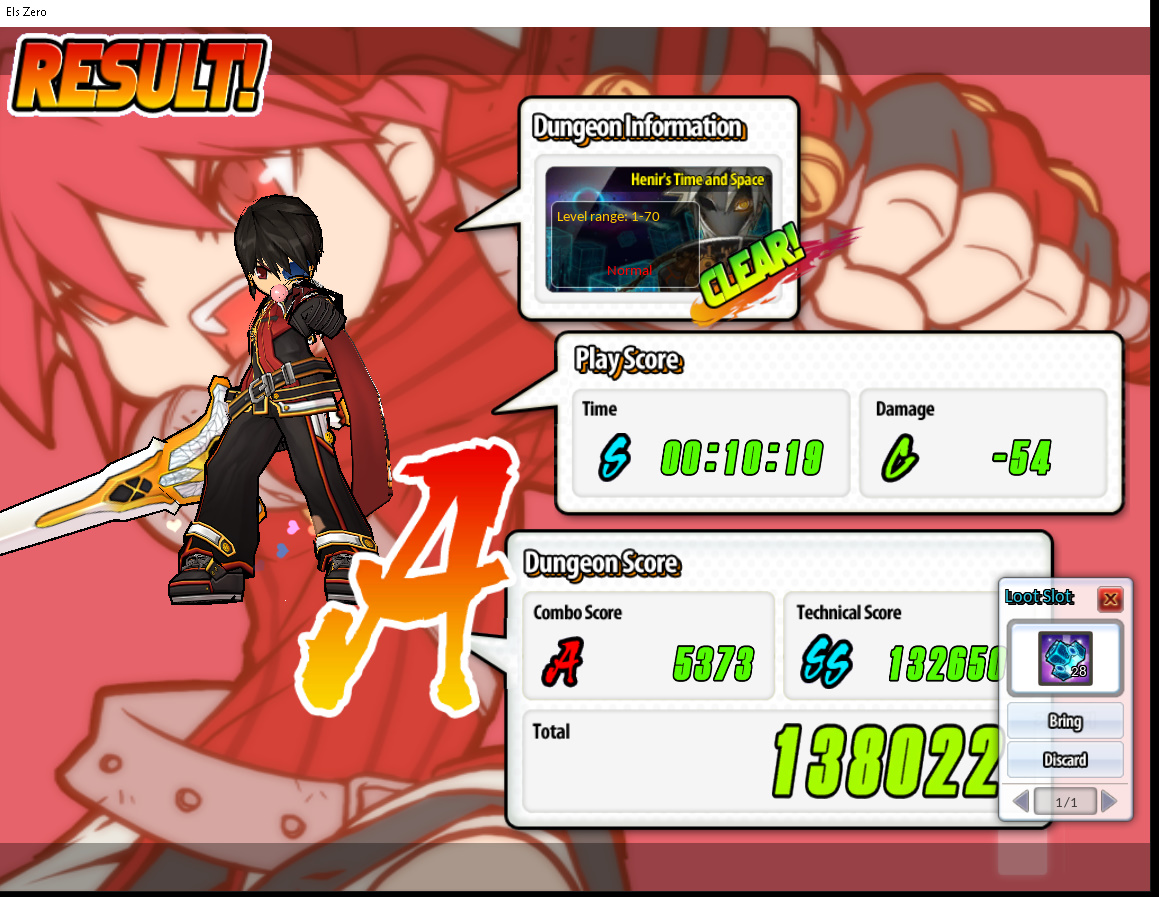 Els Zero
RESULT!
Dungeon Information
Henir's Time and Space
Level range: 1-70
Normal
CLEAR!
Play Score
Time
S 00:10:19
Damage
C -54
A
Dungeon Score
Combo Score
A 5373
Technical Score
SS 132650
Total
138022
Loot Slot
28
Bring
Discard
1/1